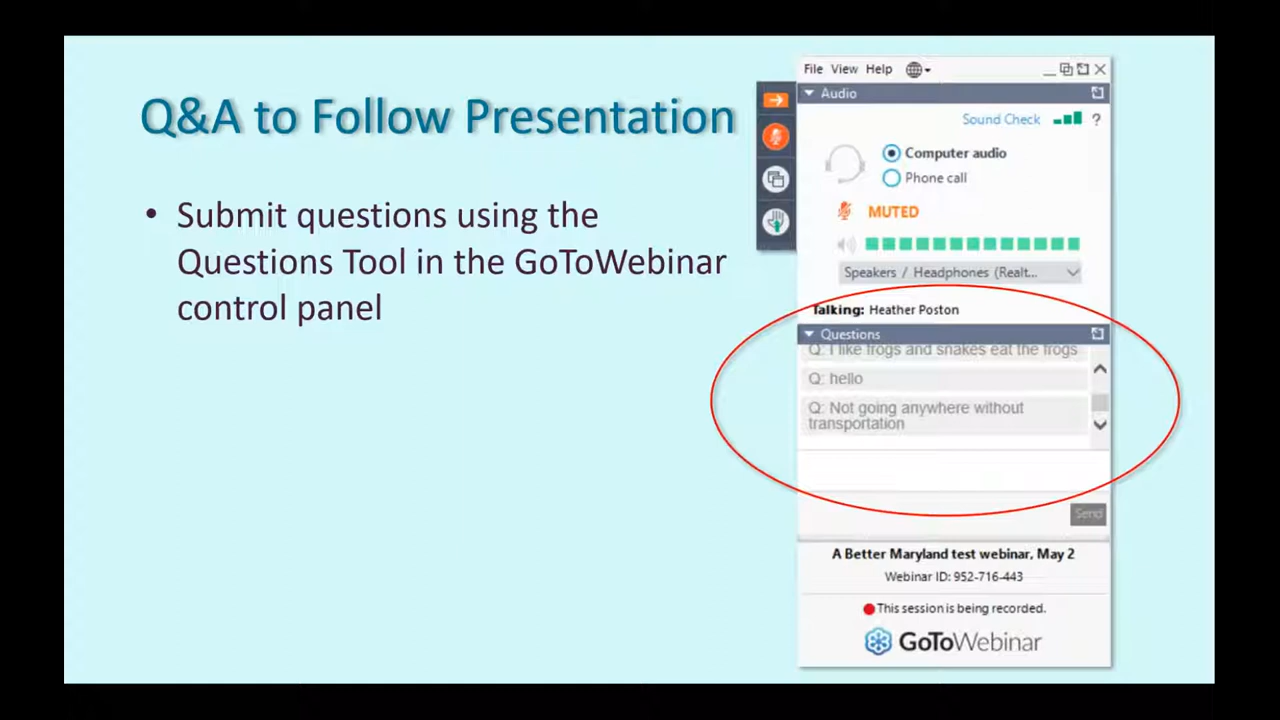 Q&A to Follow Presentation
• Submit questions using the
Questions Tool in the GoToWebinar
control panel
File View Help
Audio
Sound Check ?
Computer audio
Phone call
MUTED
Speakers / Headphones (Realt...
Talking: Heather Poston
Questions
Q: I like frogs and snakes eat the frogs
Q: hello
Q: Not going anywhere without
transportation
Send
A Better Maryland test webinar, May 2
Webinar ID: 952-716-443
This session is being recorded.
GoToWebinar